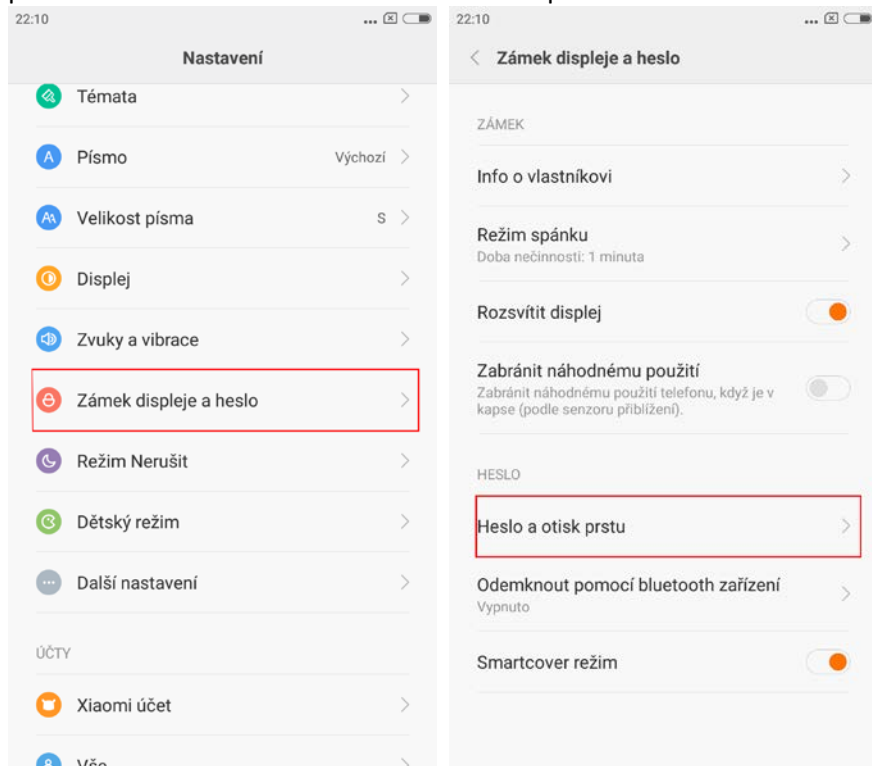 22:10
Nastavení
Témata
Písmo Výchozí
Velikost písma S
Displej
Zvuky a vibrace
Zámek displeje a heslo
Režim Nerušit
Dětský režim
Další nastavení
ÚČTY
Xiaomi účet
Vše
22:10
Zámek displeje a heslo
ZÁMEK
Info o vlastníkovi
Režim spánku
Doba nečinnosti: 1 minuta
Rozsvítit displej
Zabránit náhodnému použití
Zabránit náhodnému použití telefonu, když je v
kapse (podle senzoru přiblížení).
HESLO
Heslo a otisk prstu
Odemknout pomocí bluetooth zařízení
Vypnuto
Smartcover režim